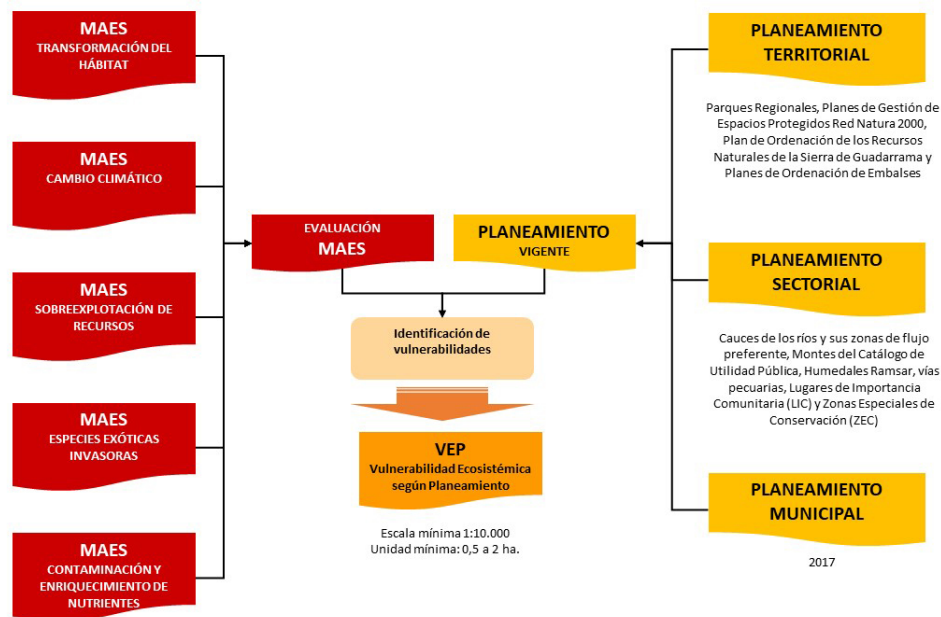 MAES
TRANSFORMACIÓN DEL
HÁBITAT
MAES
CAMBIO CLIMÁTICO
MAES
SOBREEXPLOTACIÓN DE
RECURSOS
MAES
ESPECIES EXÓTICAS
INVASORAS
MAES
CONTAMINACIÓN Y
ENRIQUECIMIENTO DE
NUTRIENTES
EVALUACIÓN
MAES
PLANEAMIENTO
VIGENTE
Identificación de
vulnerabilidades
VEP
Vulnerabilidad Ecosistémica
según Planeamiento
Escala mínima 1:10.000
Unidad mínima: 0,5 a 2 ha.
PLANEAMIENTO
TERRITORIAL
Parques Regionales, Planes de Gestión de
Espacios Protegidos Red Natura 2000,
Plan de Ordenación de los Recursos
Naturales de la Sierra de Guadarrama y
Planes de Ordenación de Embalses
PLANEAMIENTO
SECTORIAL
Cauces de los ríos y sus zonas de flujo
preferente, Montes del Catálogo de
Utilidad Pública, Humedales Ramsar, vías
pecuarias, Lugares de Importancia
Comunitaria (LIC) y Zonas Especiales de
Conservación (ZEC)
PLANEAMIENTO
MUNICIPAL
2017